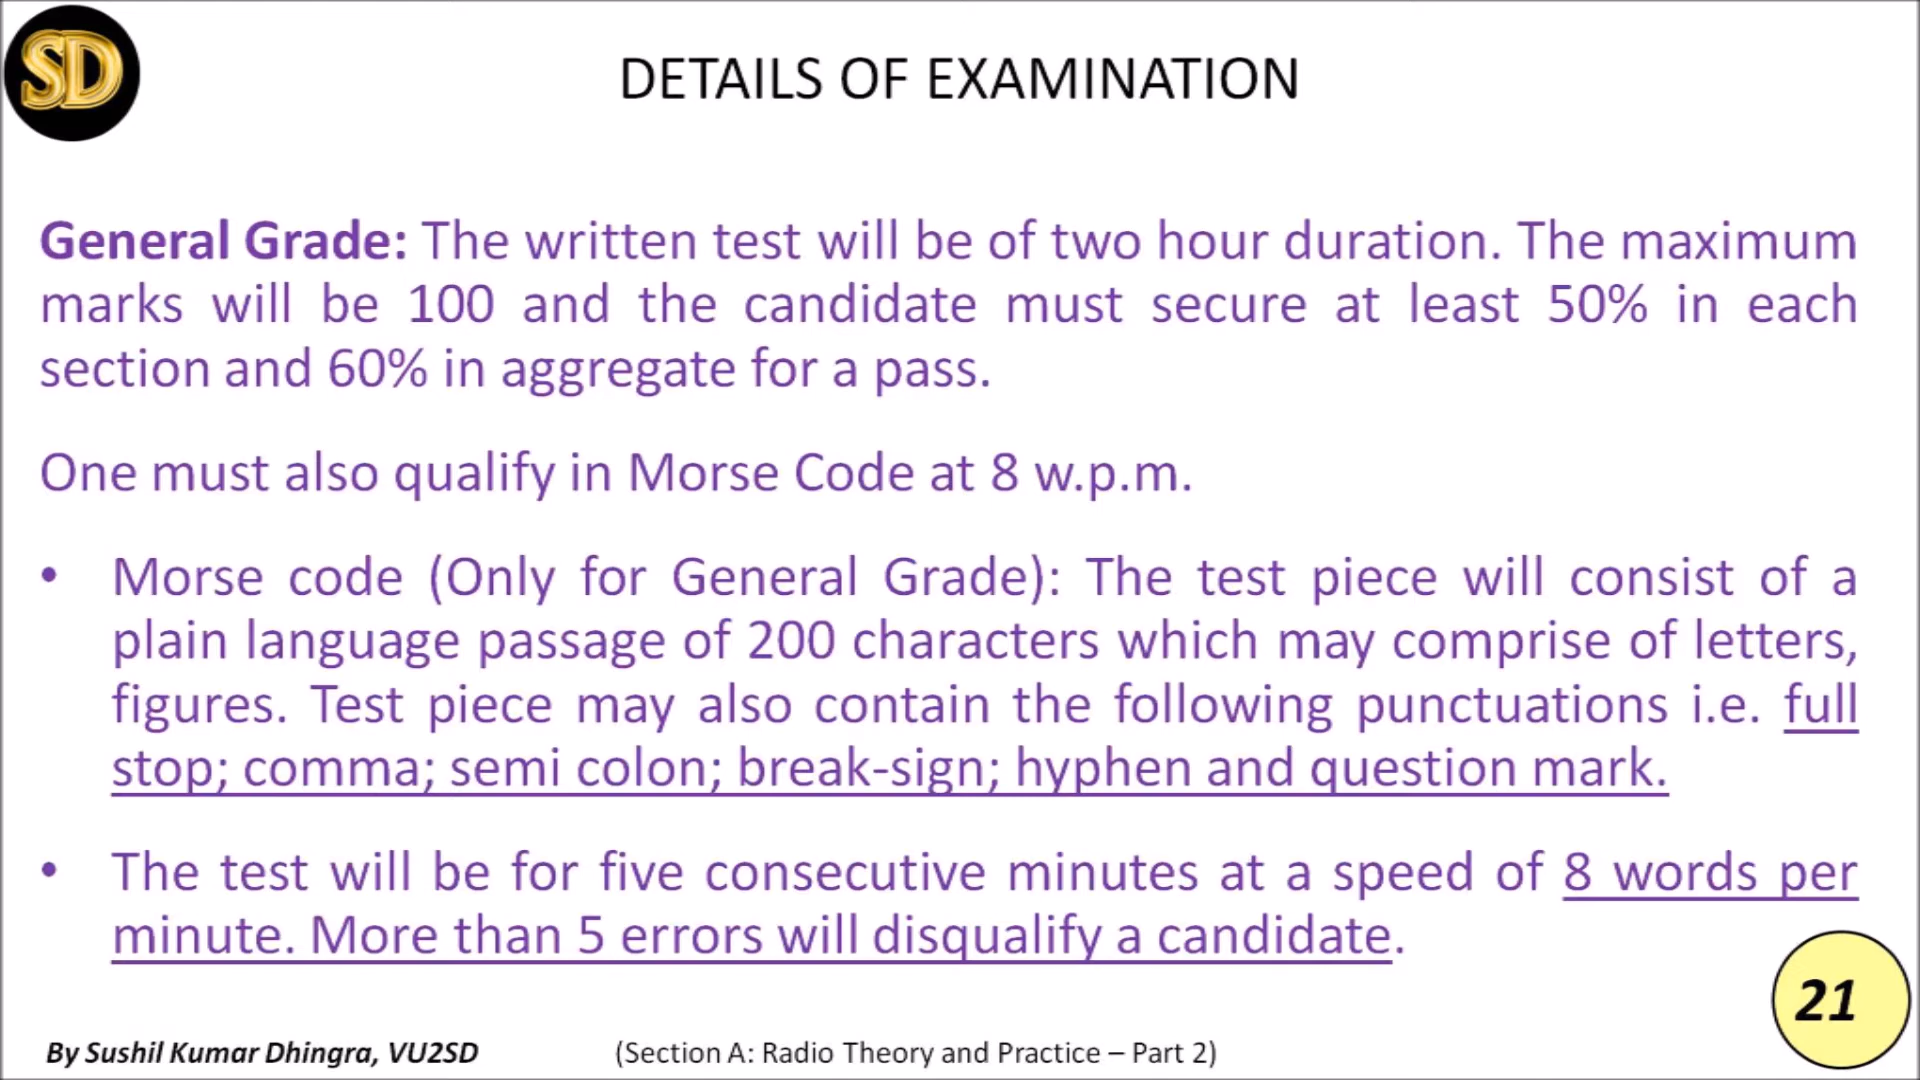 SD
DETAILS OF EXAMINATION
General Grade: The written test will be of two hour duration. The maximum
marks will be 100 and the candidate must secure at least 50% in each
section and 60% in aggregate for a pass.
One must also qualify in Morse Code at 8 w.p.m.
• Morse code (Only for General Grade): The test piece will consist of a
plain language passage of 200 characters which may comprise of letters,
figures. Test piece may also contain the following punctuations i.e. full
stop; comma; semi colon; break-sign; hyphen and question mark.
• The test will be for five consecutive minutes at a speed of 8 words per
minute. More than 5 errors will disqualify a candidate.
21
By Sushil Kumar Dhingra, VU2SD
(Section A: Radio Theory and Practice – Part 2)